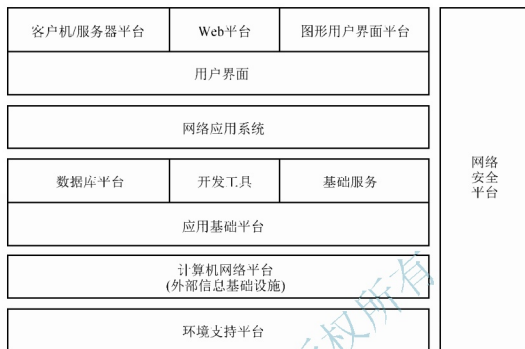 客户机/服务器平台
Web平台
图形用户界面平台
用户界面
网络应用系统
数据库平台
开发工具
基础服务
应用基础平台
计算机网络平台
(外部信息基础设施)
环境支持平台
网络
安全
平台
权所有